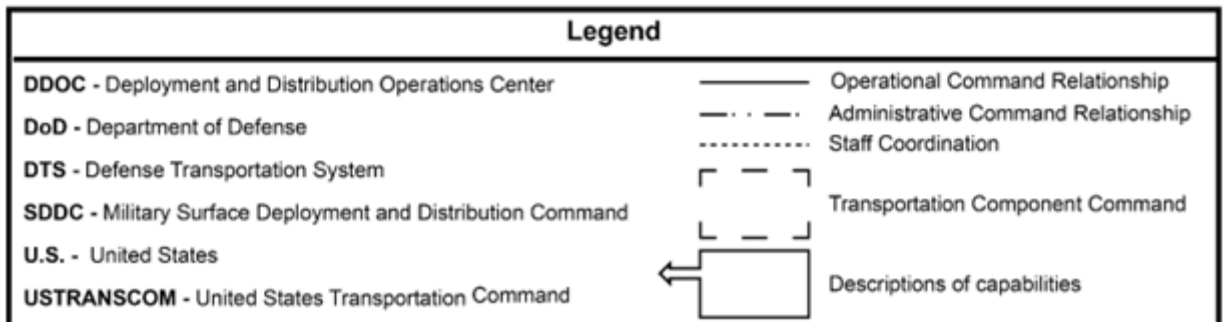 Legend
DDOC - Deployment and Distribution Operations Center
DoD - Department of Defense
DTS - Defense Transportation System
SDDC - Military Surface Deployment and Distribution Command
U.S. - United States
USTRANSCOM - United States Transportation Command
Operational Command Relationship
Administrative Command Relationship
Staff Coordination
Transportation Component Command
Descriptions of capabilities